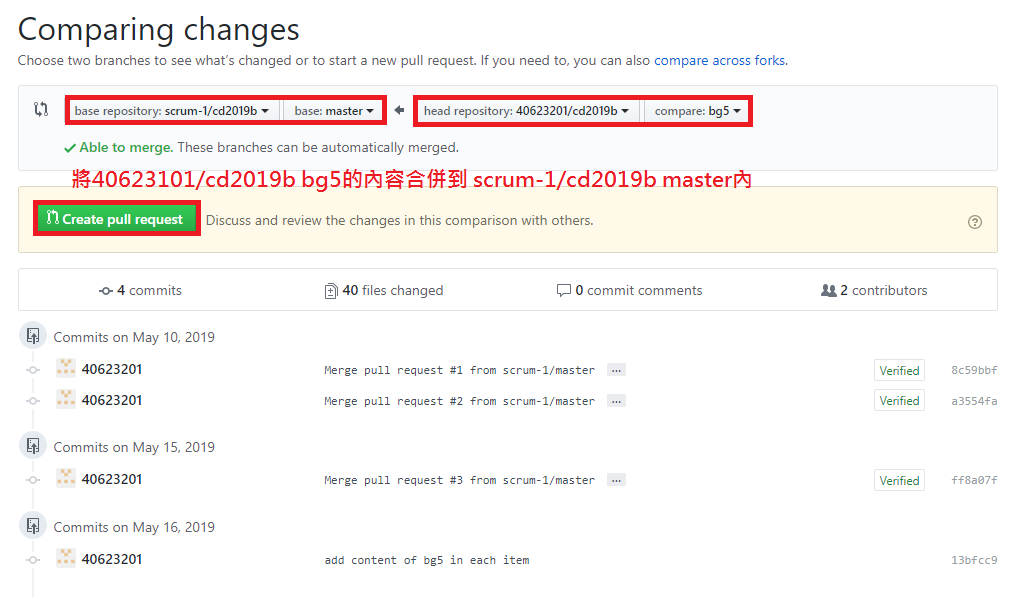 Comparing changes
Choose two branches to see what's changed or to start a new pull request. If you need to, you can also compare across forks.
base repository: scrum-1/cd2019b base: master head repository: 40623201/cd2019b compare: bg5
Able to merge. These branches can be automatically merged.
將40623101/cd2019b bg5的內容合併到 scrum-1/cd2019b master內
Create pull request Discuss and review the changes in this comparison with others.
4 commits 40 files changed 0 commit comments 2 contributors
Commits on May 10, 2019
40623201 Merge pull request #1 from scrum-1/master … Verified 8c59bbf
40623201 Merge pull request #2 from scrum-1/master … Verified a3554fa
Commits on May 15, 2019
40623201 Merge pull request #3 from scrum-1/master … Verified ff8a07f
Commits on May 16, 2019
40623201 add content of bg5 in each item 13bfcc9